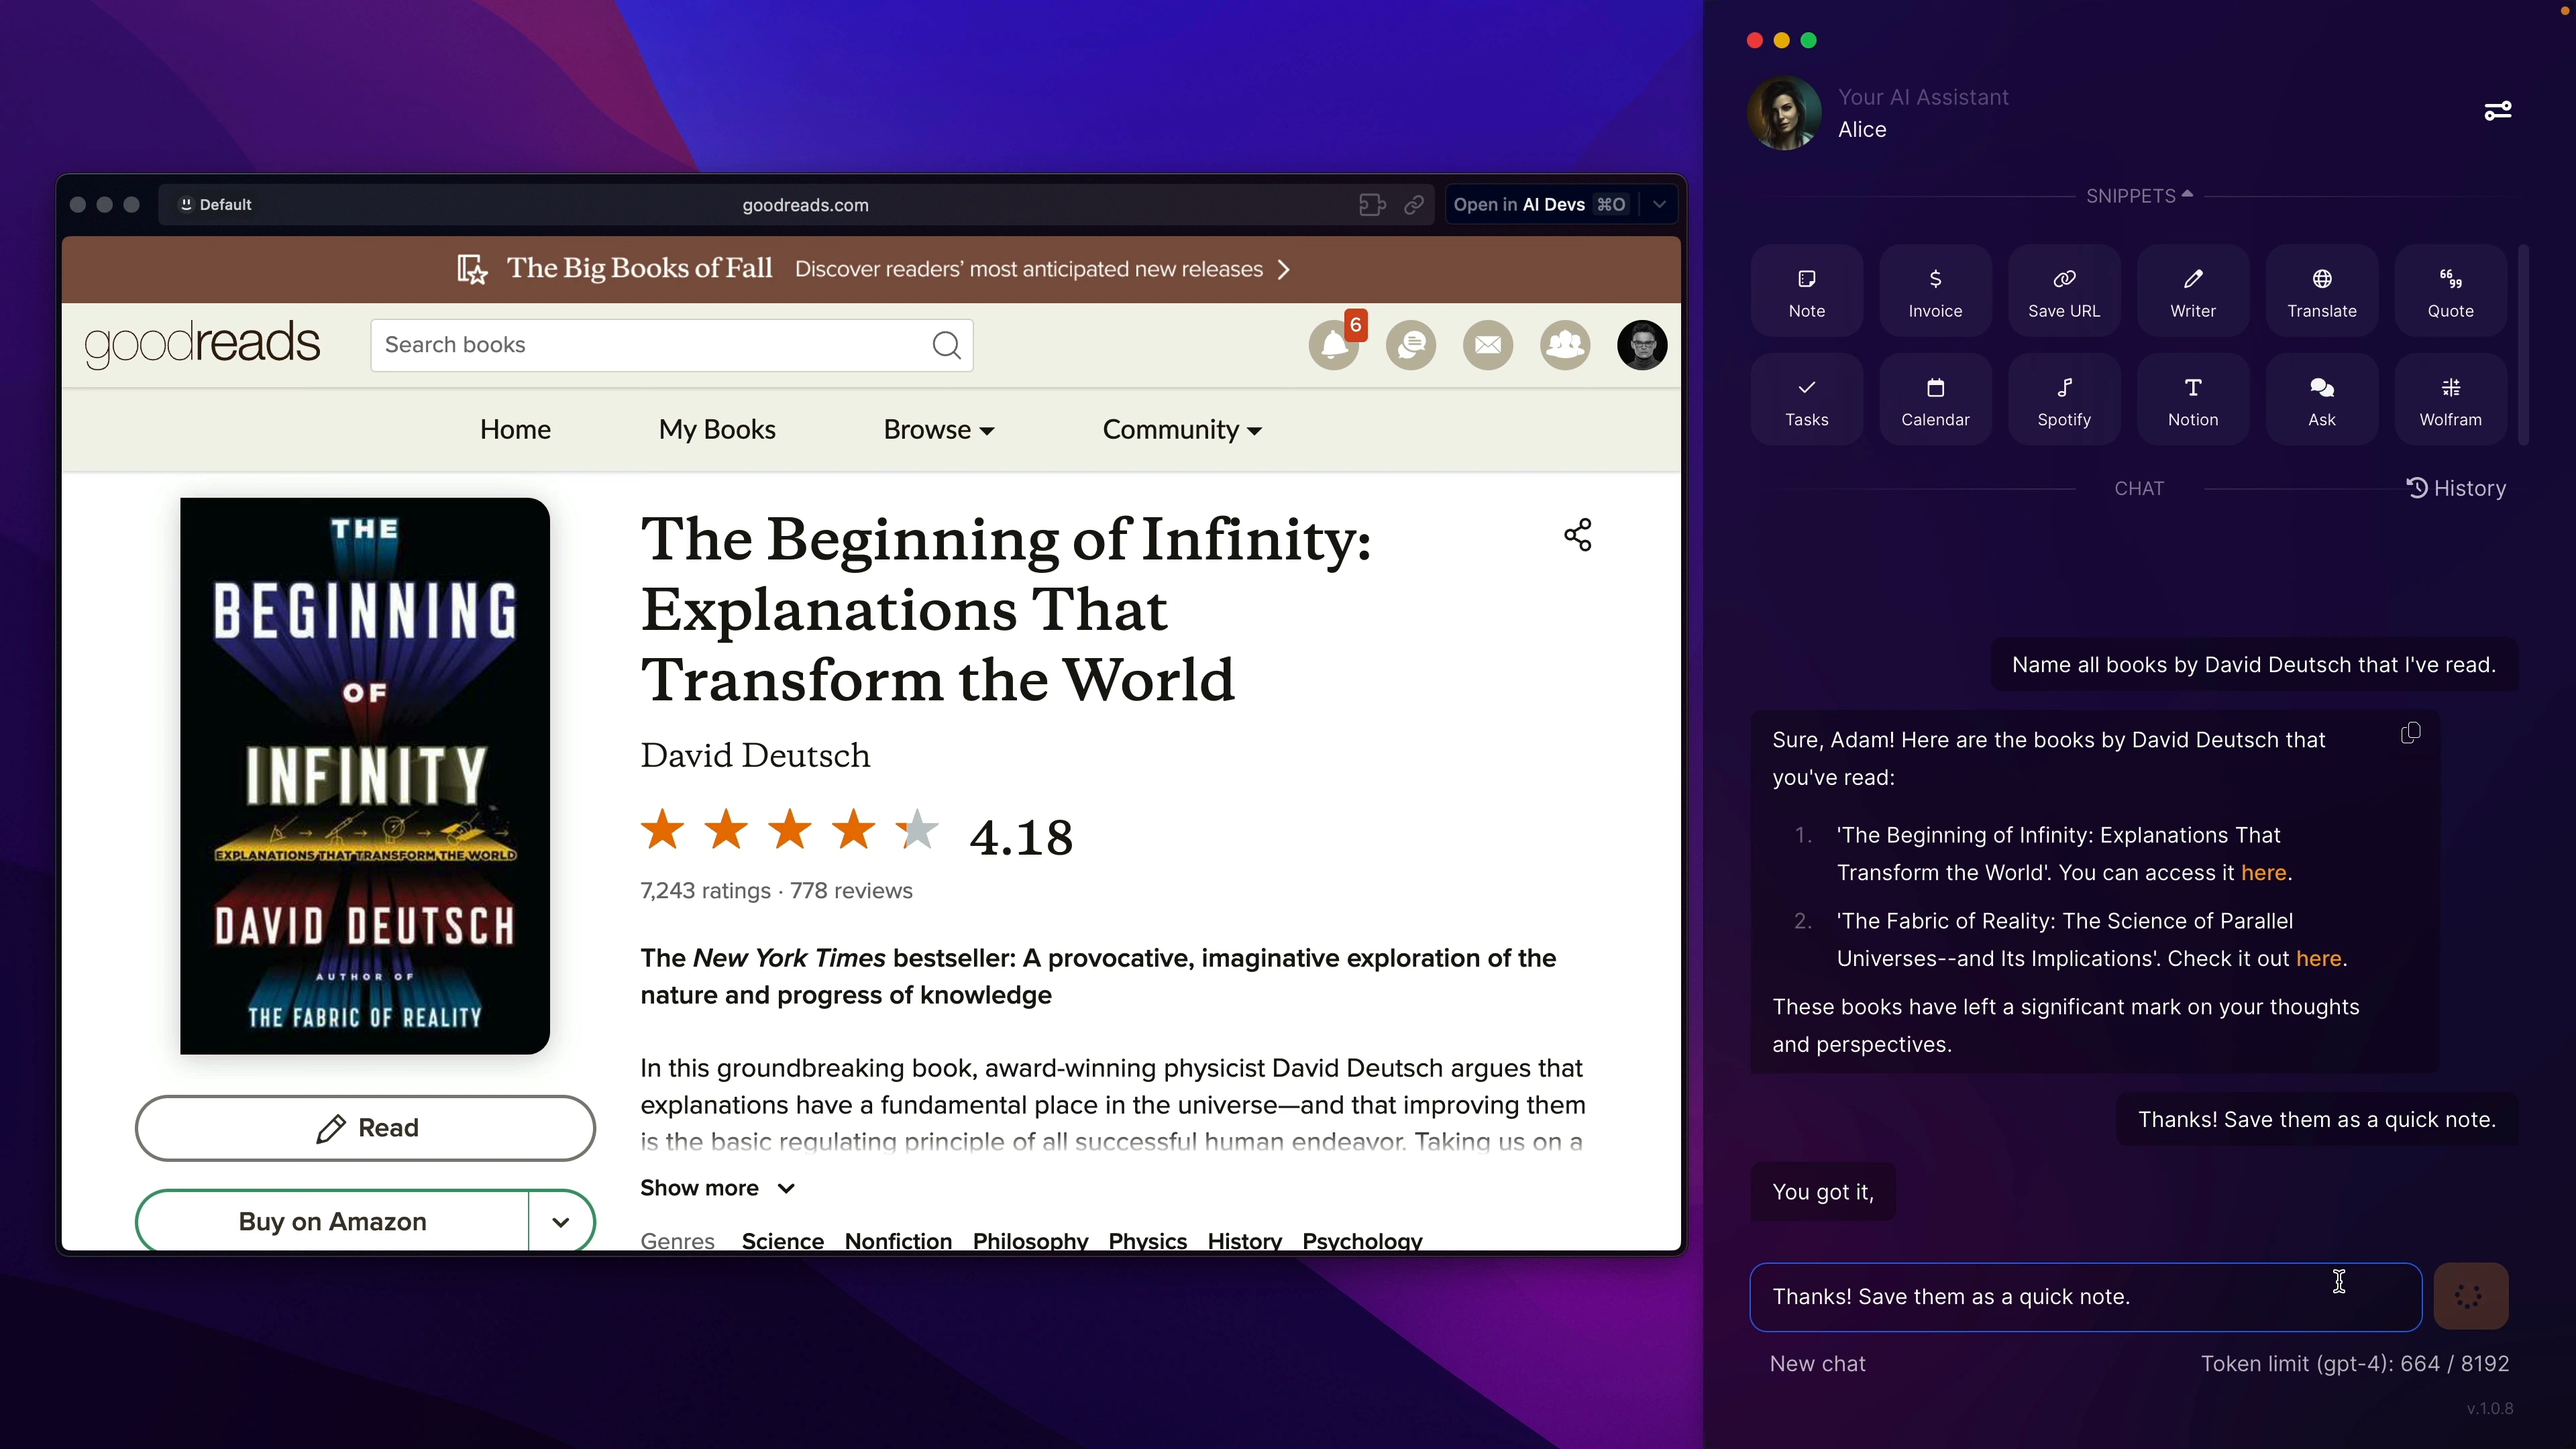 Default
goodreads.com
Open in AI Devs ⌘O
The Big Books of Fall Discover readers’ most anticipated new releases
goodreads
Search books
6
Home My Books Browse Community
THE
BEGINNING
OF
INFINITY
EXPLANATIONS THAT TRANSFORM THE WORLD
DAVID DEUTSCH
AUTHOR OF
THE FABRIC OF REALITY
Read
Buy on Amazon
The Beginning of Infinity:
Explanations That
Transform the World
David Deutsch
4.18
7,243 ratings · 778 reviews
The New York Times bestseller: A provocative, imaginative exploration of the
nature and progress of knowledge
In this groundbreaking book, award-winning physicist David Deutsch argues that
explanations have a fundamental place in the universe—and that improving them
is the basic regulating principle of all successful human endeavor. Taking us on a
Show more
Genres Science Nonfiction Philosophy Physics History Psychology
Your AI Assistant
Alice
SNIPPETS
Note Invoice Save URL Writer Translate Quote
Tasks Calendar Spotify Notion Ask Wolfram
CHAT
History
Name all books by David Deutsch that I've read.
Sure, Adam! Here are the books by David Deutsch that
you've read:
1. 'The Beginning of Infinity: Explanations That
Transform the World'. You can access it here.
2. 'The Fabric of Reality: The Science of Parallel
Universes--and Its Implications'. Check it out here.
These books have left a significant mark on your thoughts
and perspectives.
Thanks! Save them as a quick note.
You got it,
Thanks! Save them as a quick note.
New chat
Token limit (gpt-4): 664 / 8192
v.1.0.8